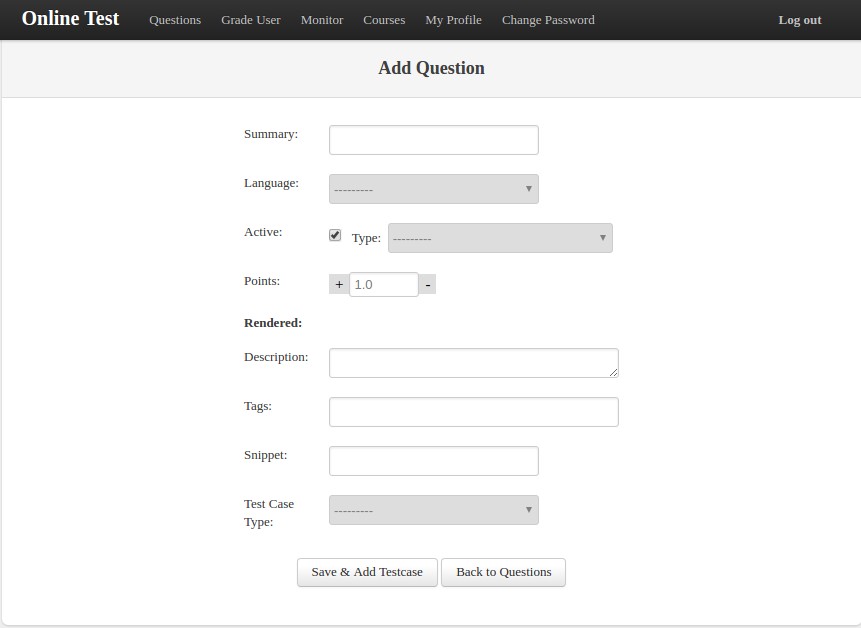 Online Test Questions Grade User Monitor Courses My Profile Change Password Log out
Add Question
Summary:
Language: ---------
Active: Type: ---------
Points: + 1.0 -
Rendered:
Description:
Tags:
Snippet:
Test Case
Type: ---------
Save & Add Testcase Back to Questions